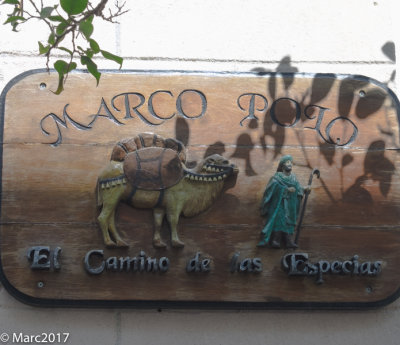 MARCO POLO
El Camino de las Especias
© Marc2017